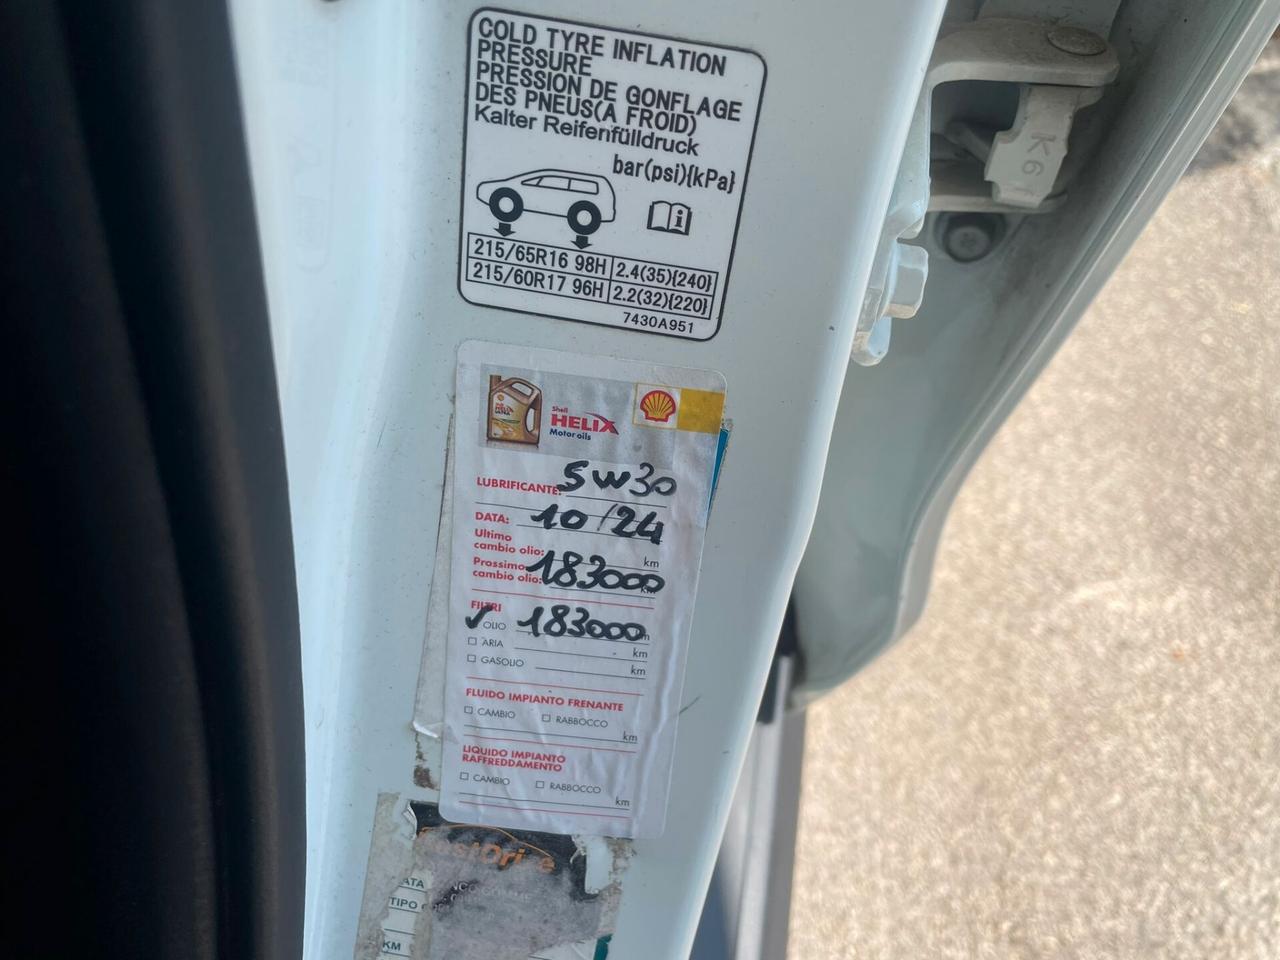 COLD TYRE INFLATION
PRESSURE
PRESSION DE GONFLAGE
DES PNEUS(A FROID)
Kalter Reifenfülldruck
bar(psi){kPa}
215/65R16 98H 2.4(35){240}
215/60R17 96H 2.2(32){220}
7430A951
K6
Shell
HELIX
Motor oils
HELIX
ULTRA
LUBRIFICANTE: 5W30
DATA: 10/24
Ultimo
cambio olio: km
Prossimo
cambio olio: 183000 km
FILTRI
✓ OLIO 183000 km
ARIA km
GASOLIO km
FLUIDO IMPIANTO FRENANTE
CAMBIO RABBOCCO
km
LIQUIDO IMPIANTO
RAFFREDDAMENTO
CAMBIO RABBOCCO
km
TIPO
KM